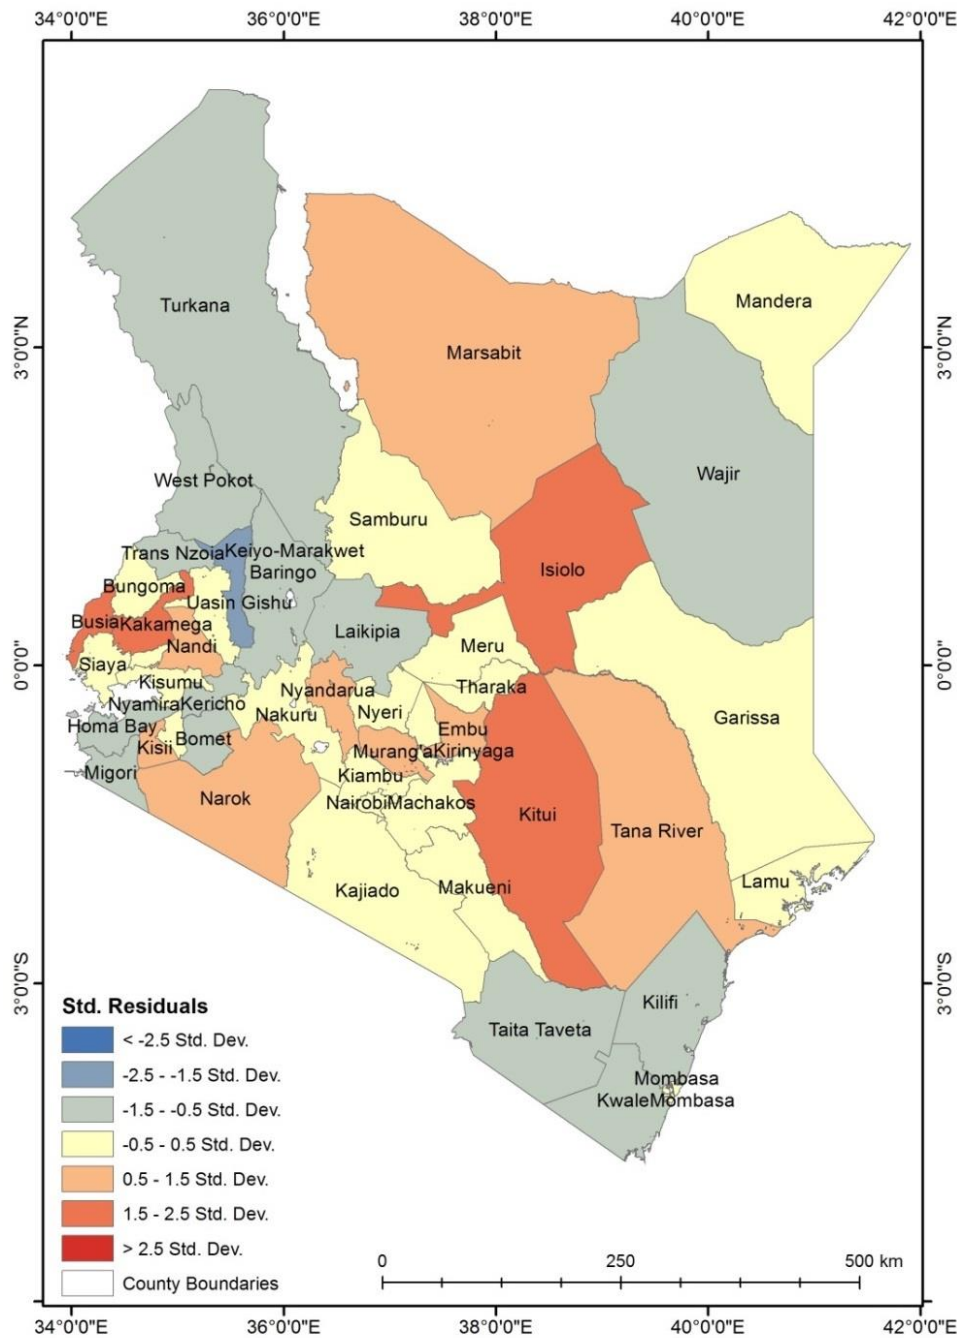 34°0'0"E 36°0'0"E 38°0'0"E 40°0'0"E 42°0'0"E
Mandera
Turkana
3°0'0"N
3°0'0"N
Marsabit
Wajir
West Pokot
Samburu
Trans Nzoia Keiyo-Marakwet
Isiolo
Baringo
Bungoma
Uasin Gishu
Busia Kakamega
Laikipia
Nandi
Meru
0°0'0"
Siaya
0°0'0"
Kisumu
Tharaka
Nyandarua
Nyamira Kericho
Nyeri
Nakuru
Garissa
Homa Bay
Embu
Bomet
Kisii
Murang'a Kirinyaga
Migori
Kiambu
Narok
Nairobi Machakos
Kitui
Tana River
Lamu
Kajiado
Makueni
3°0'0"S
3°0'0"S
Kilifi
Taita Taveta
Mombasa
Kwale Mombasa
Std. Residuals
< -2.5 Std. Dev.
-2.5 - -1.5 Std. Dev.
-1.5 - -0.5 Std. Dev.
-0.5 - 0.5 Std. Dev.
0.5 - 1.5 Std. Dev.
1.5 - 2.5 Std. Dev.
> 2.5 Std. Dev.
County Boundaries
0 250 500 km
34°0'0"E 36°0'0"E 38°0'0"E 40°0'0"E 42°0'0"E